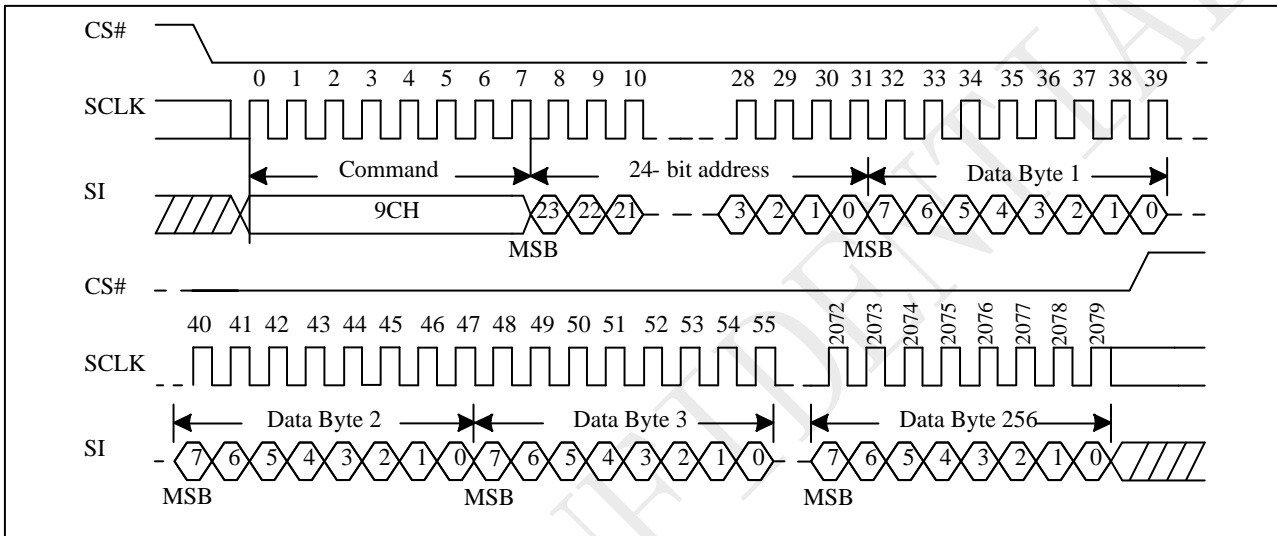 CS#
0 1 2 3 4 5 6 7 8 9 10 28 29 30 31 32 33 34 35 36 37 38 39
SCLK
Command 24- bit address Data Byte 1
SI
9CH 23 22 21 3 2 1 0 7 6 5 4 3 2 1 0
MSB MSB
CS#
40 41 42 43 44 45 46 47 48 49 50 51 52 53 54 55 2072 2073 2074 2075 2076 2077 2078 2079
SCLK
Data Byte 2 Data Byte 3 Data Byte 256
SI
7 6 5 4 3 2 1 0 7 6 5 4 3 2 1 0 7 6 5 4 3 2 1 0
MSB MSB MSB